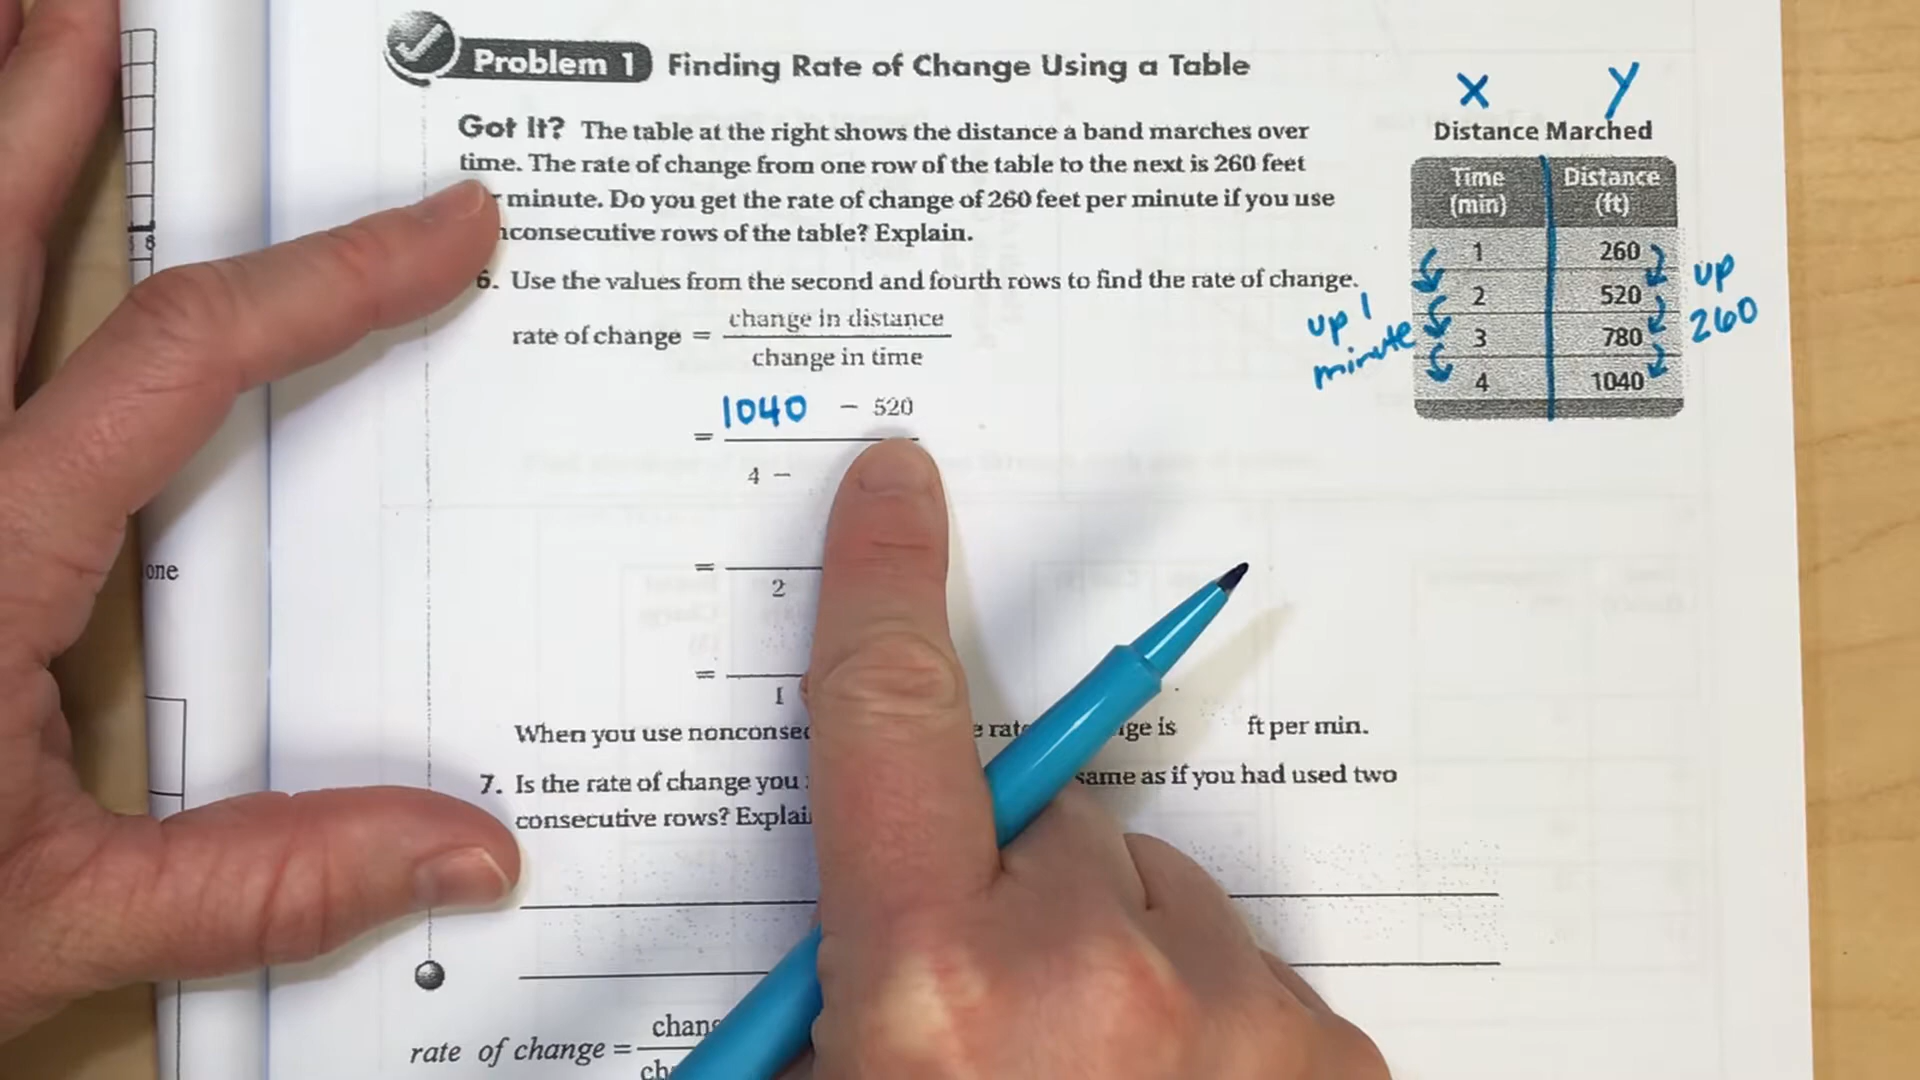 Problem 1 Finding Rate of Change Using a Table
Got It? The table at the right shows the distance a band marches over
time. The rate of change from one row of the table to the next is 260 feet
minute. Do you get the rate of change of 260 feet per minute if you use
consecutive rows of the table? Explain.
6. Use the values from the second and fourth rows to find the rate of change.
change in distance
rate of change =
change in time
1040 - 520
=
4 -
=
2
=
1
When you use ft per min.
7. Is the rate of change you same as if you had used two
consecutive rows?
rate of change =
X Y
Distance Marched
Time Distance
(min) (ft)
1 260
2 520
3 780
4 1040
up 1
minute
up
260
one
8